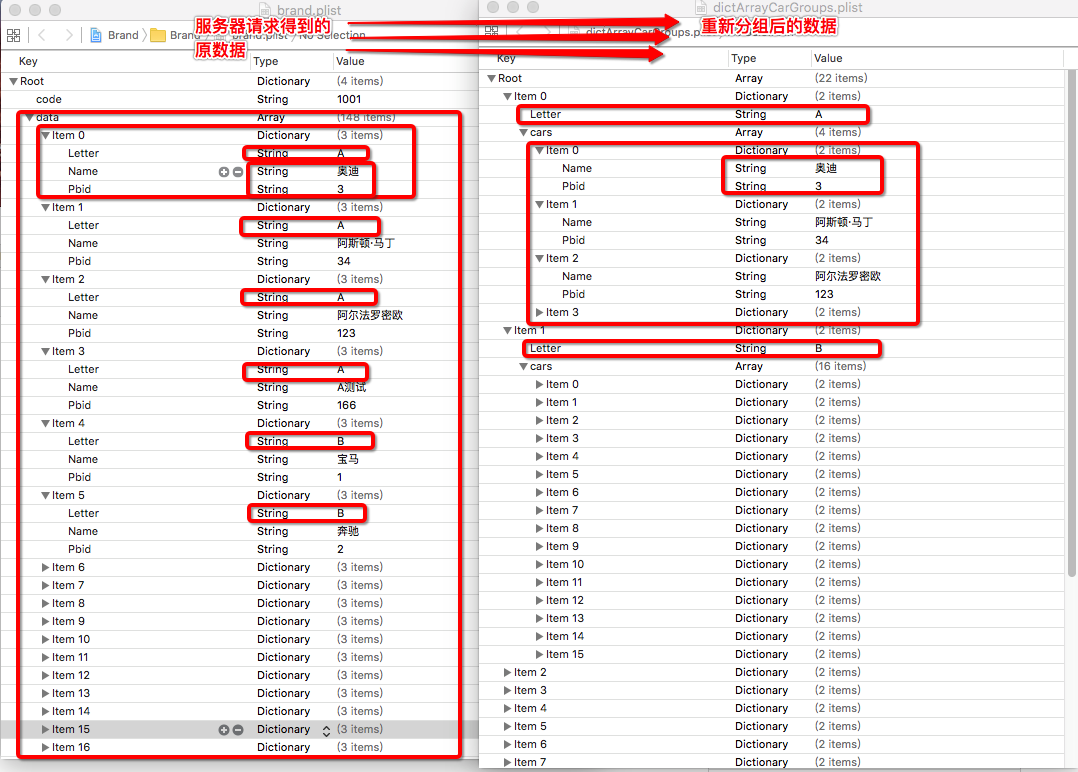 brand.plist
服务器请求得到的
原数据
Brand
Bran
brand.plist
No Selection
Key Type Value
Root Dictionary (4 items)
code String 1001
data Array (148 items)
Item 0 Dictionary (3 items)
Letter String A
Name String 奥迪
Pbid String 3
Item 1 Dictionary (3 items)
Letter String A
Name String 阿斯顿·马丁
Pbid String 34
Item 2 Dictionary (3 items)
Letter String A
Name String 阿尔法罗密欧
Pbid String 123
Item 3 Dictionary (3 items)
Letter String A
Name String A测试
Pbid String 166
Item 4 Dictionary (3 items)
Letter String B
Name String 宝马
Pbid String 1
Item 5 Dictionary (3 items)
Letter String B
Name String 奔驰
Pbid String 2
Item 6 Dictionary (3 items)
Item 7 Dictionary (3 items)
Item 8 Dictionary (3 items)
Item 9 Dictionary (3 items)
Item 10 Dictionary (3 items)
Item 11 Dictionary (3 items)
Item 12 Dictionary (3 items)
Item 13 Dictionary (3 items)
Item 14 Dictionary (3 items)
Item 15 Dictionary (3 items)
Item 16 Dictionary (3 items)
dictArrayCarGroups.plist
重新分组后的数据
dictArrayCarGroups.p
Key Type Value
Root Array (22 items)
Item 0 Dictionary (2 items)
Letter String A
cars Array (4 items)
Item 0 Dictionary (2 items)
Name String 奥迪
Pbid String 3
Item 1 Dictionary (2 items)
Name String 阿斯顿·马丁
Pbid String 34
Item 2 Dictionary (2 items)
Name String 阿尔法罗密欧
Pbid String 123
Item 3 Dictionary (2 items)
Item 1 Dictionary (2 items)
Letter String B
cars Array (16 items)
Item 0 Dictionary (2 items)
Item 1 Dictionary (2 items)
Item 2 Dictionary (2 items)
Item 3 Dictionary (2 items)
Item 4 Dictionary (2 items)
Item 5 Dictionary (2 items)
Item 6 Dictionary (2 items)
Item 7 Dictionary (2 items)
Item 8 Dictionary (2 items)
Item 9 Dictionary (2 items)
Item 10 Dictionary (2 items)
Item 11 Dictionary (2 items)
Item 12 Dictionary (2 items)
Item 13 Dictionary (2 items)
Item 14 Dictionary (2 items)
Item 15 Dictionary (2 items)
Item 2 Dictionary (2 items)
Item 3 Dictionary (2 items)
Item 4 Dictionary (2 items)
Item 5 Dictionary (2 items)
Item 6 Dictionary (2 items)
Item 7 Dictionary (2 items)